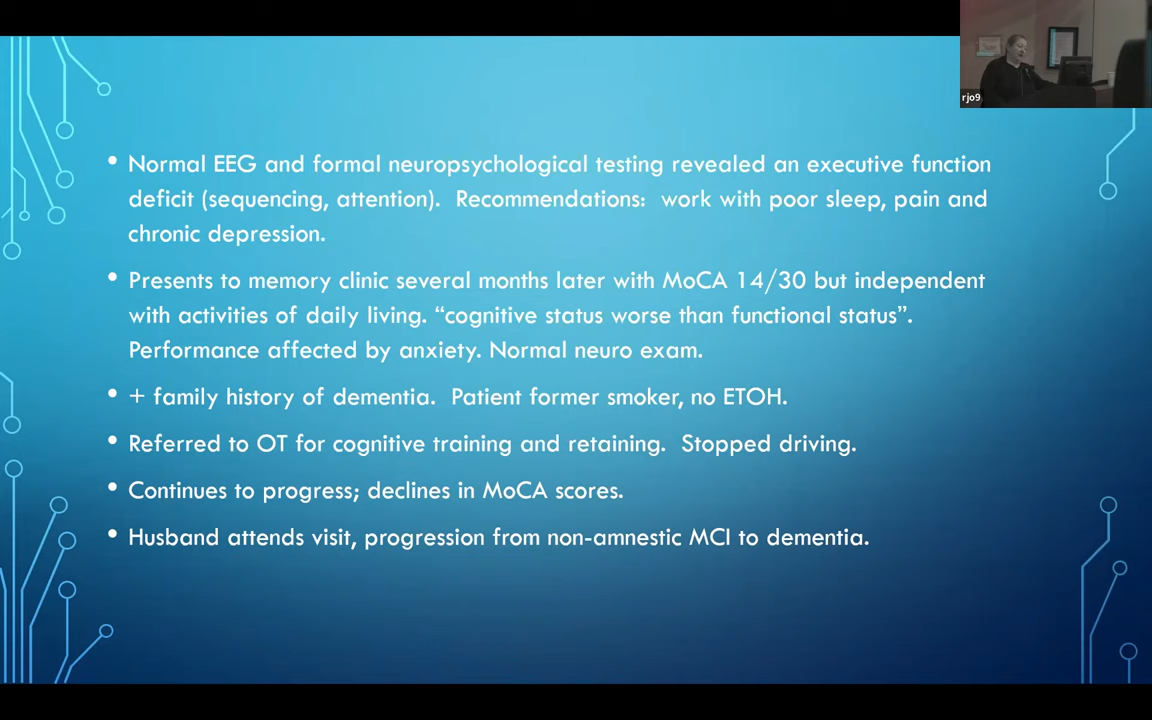 rjo9
• Normal EEG and formal neuropsychological testing revealed an executive function
deficit (sequencing, attention).  Recommendations:  work with poor sleep, pain and
chronic depression.
• Presents to memory clinic several months later with MoCA 14/30 but independent
with activities of daily living. “cognitive status worse than functional status”.
Performance affected by anxiety. Normal neuro exam.
• + family history of dementia.  Patient former smoker, no ETOH.
• Referred to OT for cognitive training and retaining.  Stopped driving.
• Continues to progress; declines in MoCA scores.
• Husband attends visit, progression from non-amnestic MCI to dementia.